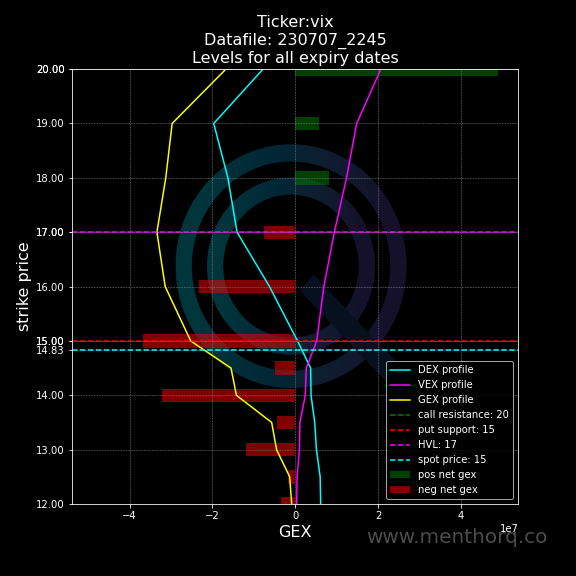 Ticker:vix
Datafile: 230707_2245
Levels for all expiry dates
20.00
19.00
18.00
17.00
16.00
15.00
14.83
14.00
13.00
12.00
strike price
DEX profile
VEX profile
GEX profile
call resistance: 20
put support: 15
HVL: 17
spot price: 15
pos net gex
neg net gex
−4
−2
0
2
4
1e7
GEX
www.menthorq.co